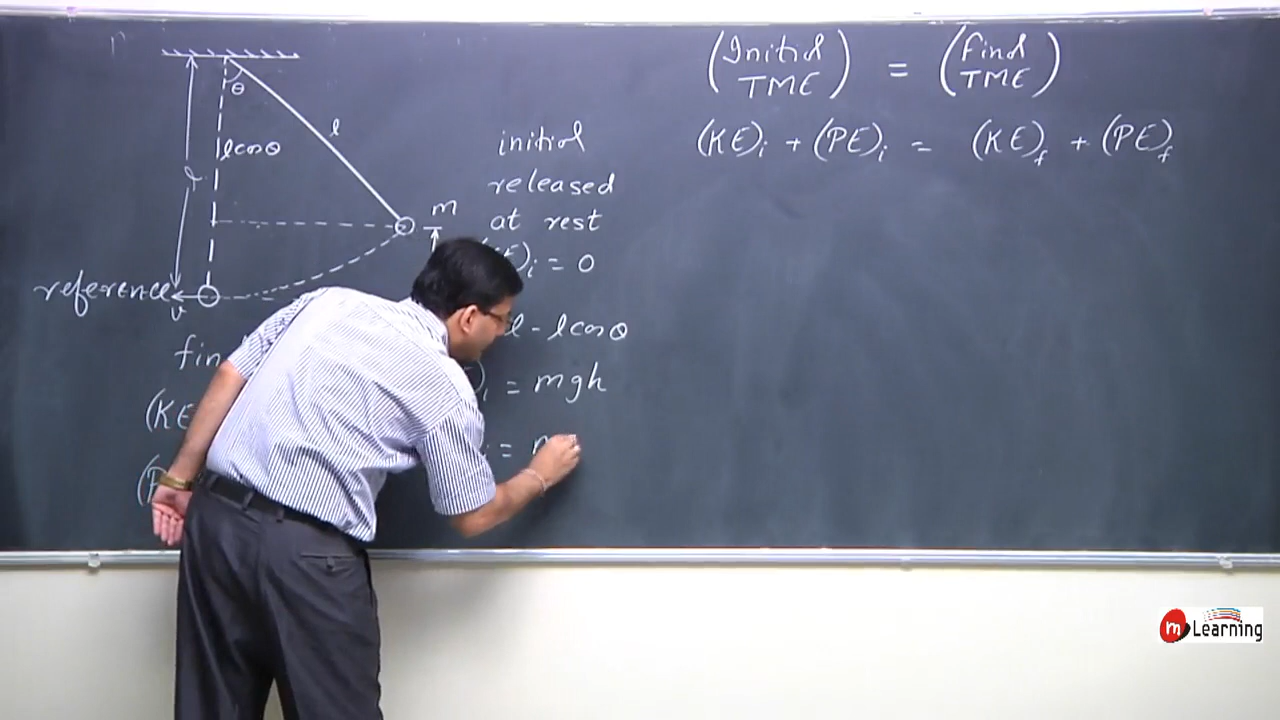 θ
l
lcosθ
l
m
reference
v
(KE
initial
released
at rest
)i = 0
l - lcosθ
)i = mgh
(Initial TME) = (Final TME)
(KE)i + (PE)i = (KE)f + (PE)f
m Learning